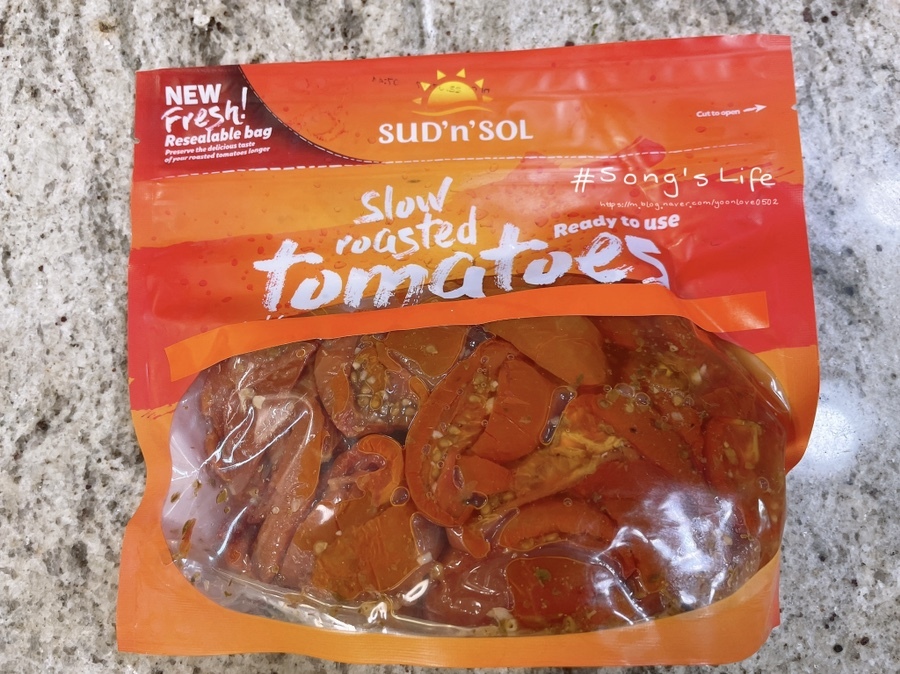 NEW
Fresh!
Resealable bag
Preserve the delicious taste
of your roasted tomatoes longer
SUD'n'SOL
Cut to open
#Song's Life
https://m.blog.naver.com/yoonlove0502
Slow
roasted
Ready to use
tomatoes